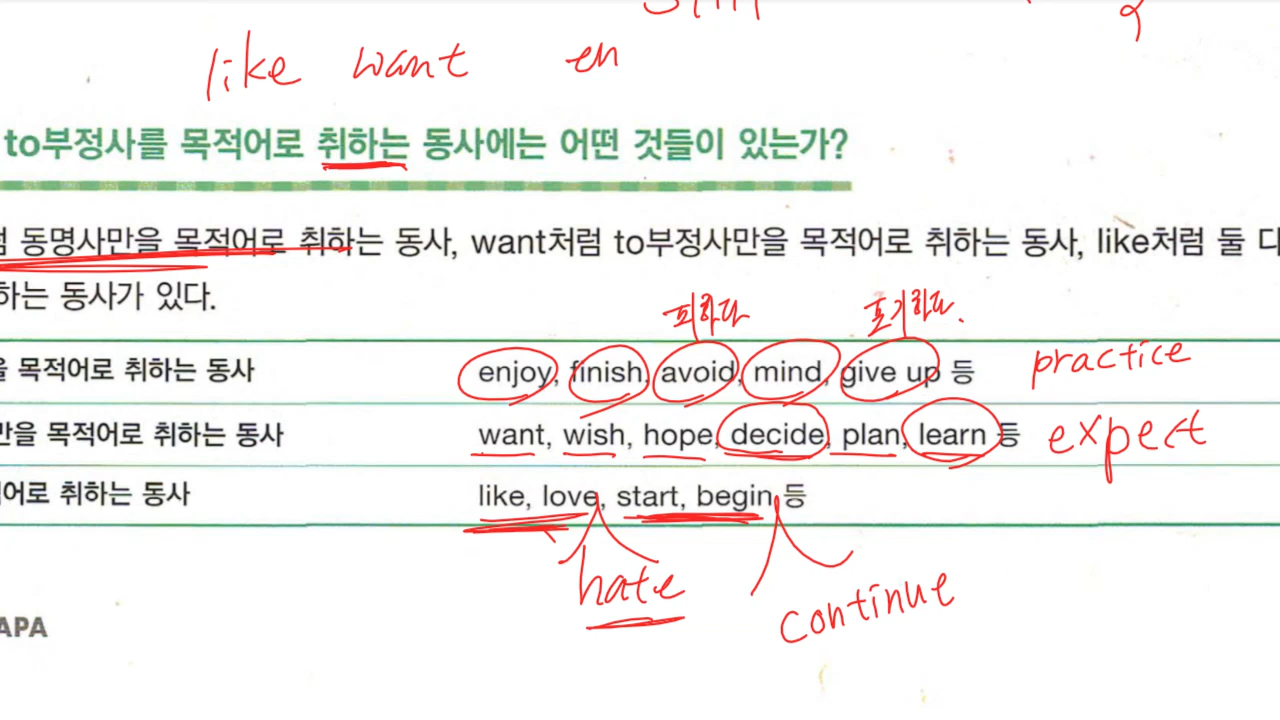 like want en
to부정사를 목적어로 취하는 동사에는 어떤 것들이 있는가?
동명사만을 목적어로 취하는 동사, want처럼 to부정사만을 목적어로 취하는 동사, like처럼 둘 다
하는 동사가 있다.
피하다 포기하다.
을 목적어로 취하는 동사 enjoy, finish, avoid, mind, give up 등 practice
만을 목적어로 취하는 동사 want, wish, hope, decide, plan, learn 등 expect
어로 취하는 동사 like, love, start, begin 등
hate continue
APA